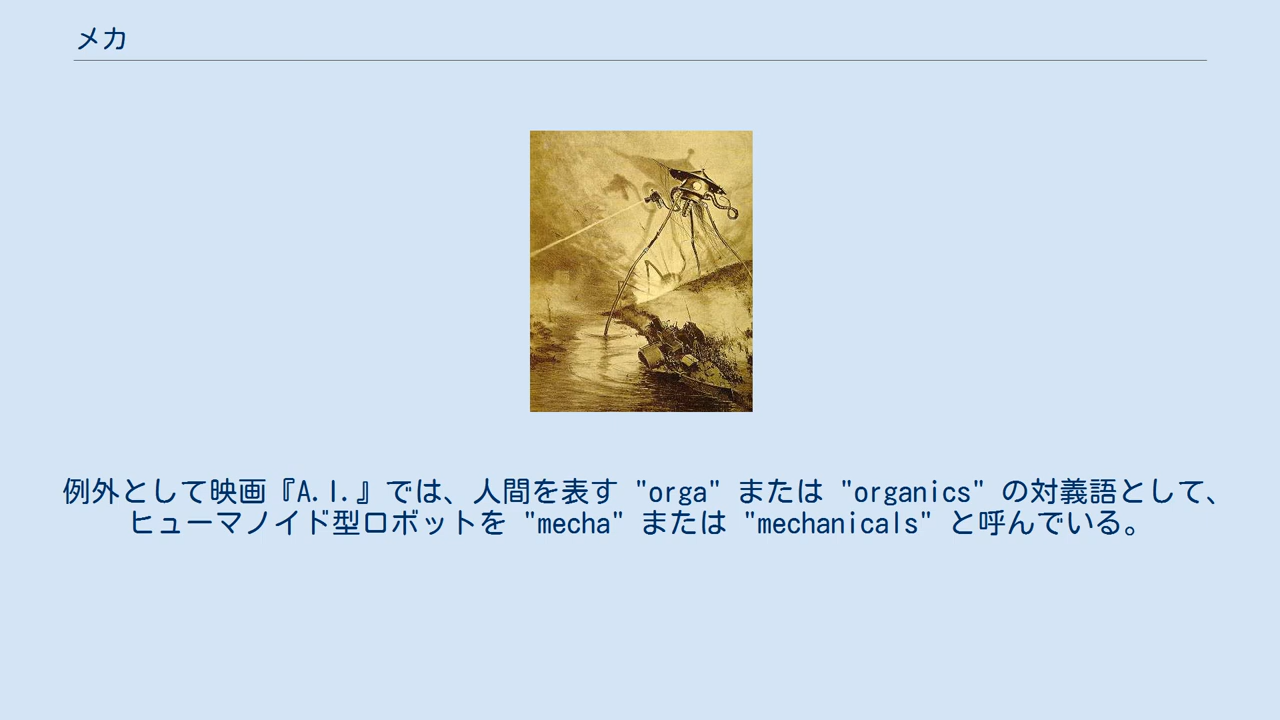 メカ
例外として映画『A.I.』では、人間を表す "orga" または "organics" の対義語として、
ヒューマノイド型ロボットを "mecha" または "mechanicals" と呼んでいる。